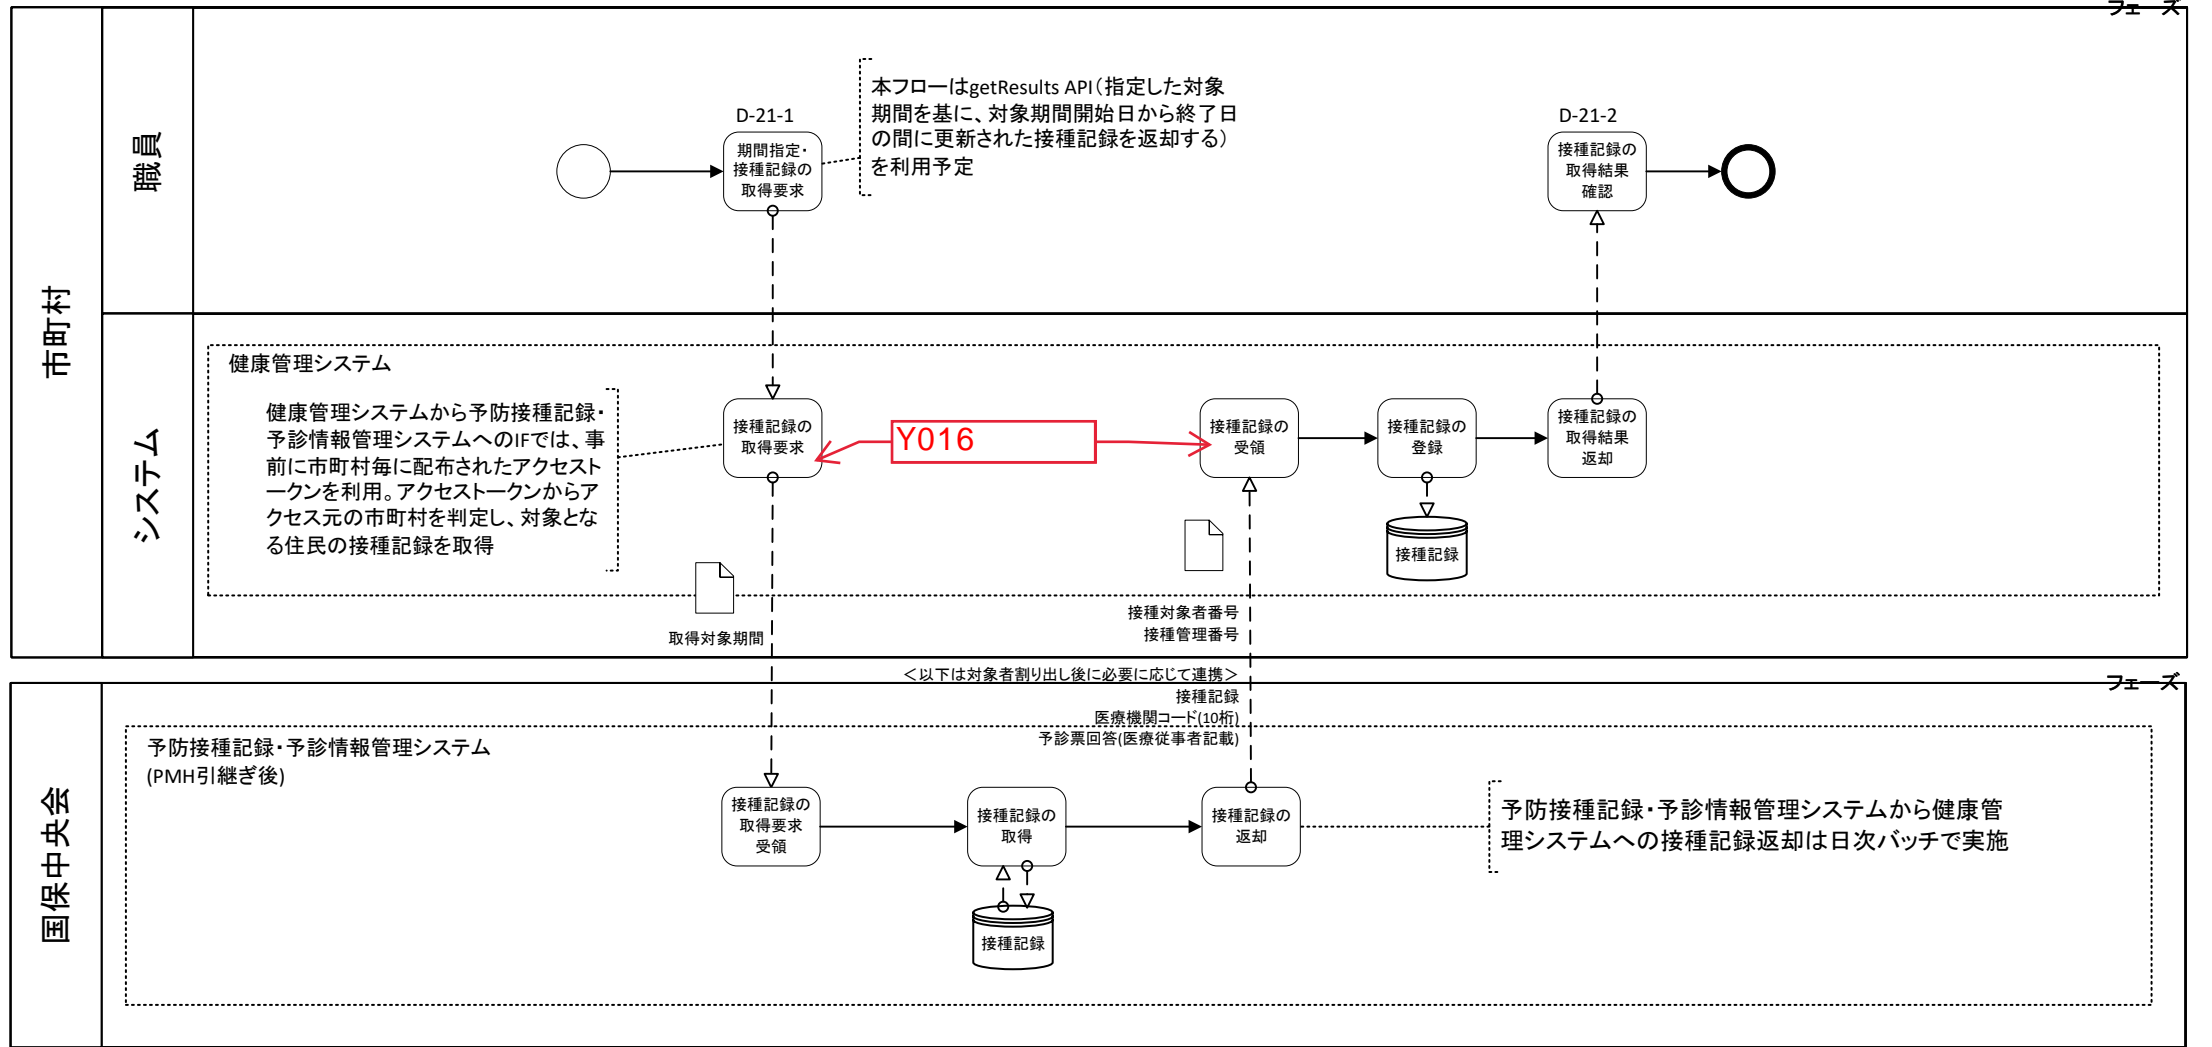 フェーズ
市町村
職員
D-21-1
期間指定・
接種記録の
取得要求
本フローはgetResults API（指定した対象
期間を基に、対象期間開始日から終了日
の間に更新された接種記録を返却する）
を利用予定
D-21-2
接種記録の
取得結果
確認
システム
健康管理システム
健康管理システムから予防接種記録・
予診情報管理システムへのIFでは、事
前に市町村毎に配布されたアクセスト
ークンを利用。アクセストークンからア
クセス元の市町村を判定し、対象とな
る住民の接種記録を取得
接種記録の
取得要求
Y016
接種記録の
受領
接種記録の
登録
接種記録の
取得結果
返却
接種記録
取得対象期間
接種対象者番号
接種管理番号
＜以下は対象者割り出し後に必要に応じて連携＞
接種記録
医療機関コード(10桁)
予診票回答(医療従事者記載)
フェーズ
国保中央会
予防接種記録・予診情報管理システム
(PMH引継ぎ後)
接種記録の
取得要求
受領
接種記録の
取得
接種記録の
返却
予防接種記録・予診情報管理システムから健康管
理システムへの接種記録返却は日次バッチで実施
接種記録